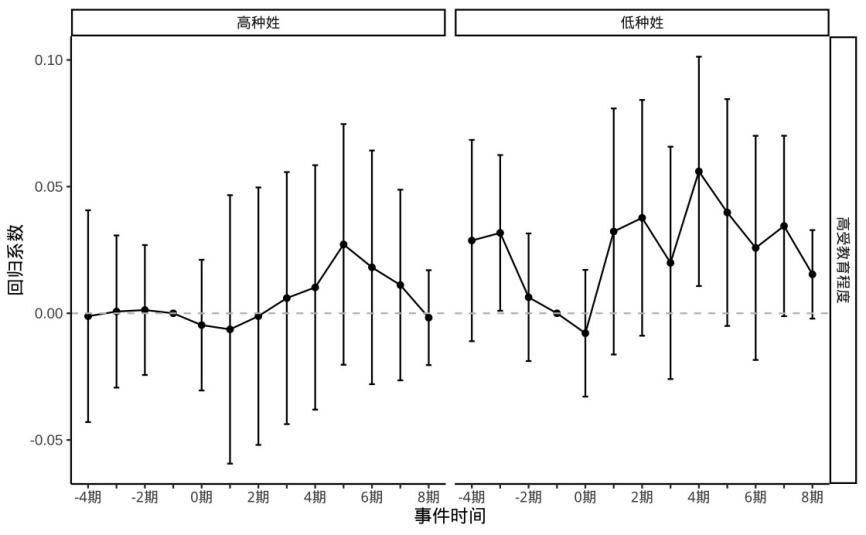 高种姓
低种姓
0.10
0.05
0.00
-0.05
回归系数
高受教育程度
-4期 -2期 0期 2期 4期 6期 8期
-4期 -2期 0期 2期 4期 6期 8期
事件时间